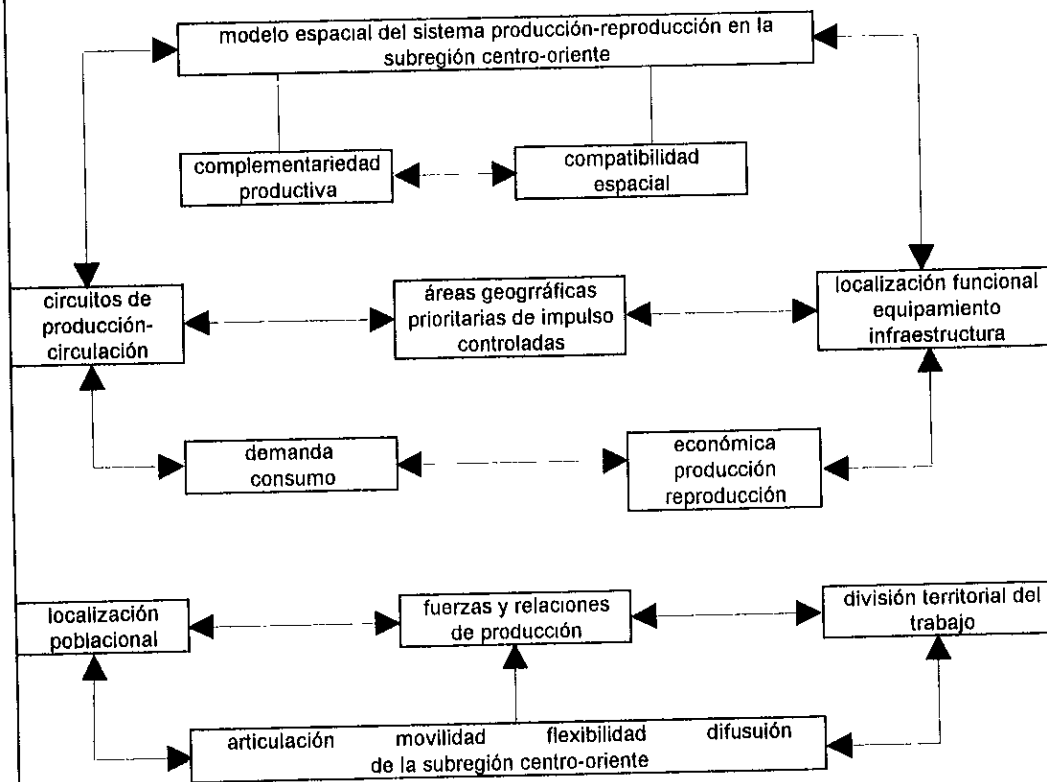 modelo espacial del sistema producción-reproducción en la
subregión centro-oriente
complementariedad
productiva
compatibilidad
espacial
circuitos de
producción-
circulación
áreas geogrráficas
prioritarias de impulso
controladas
localización funcional
equipamiento
infraestructura
demanda
consumo
económica
producción
reproducción
localización
poblacional
fuerzas y relaciones
de producción
división territorial del
trabajo
articulación movilidad flexibilidad difusuión
de la subregión centro-oriente